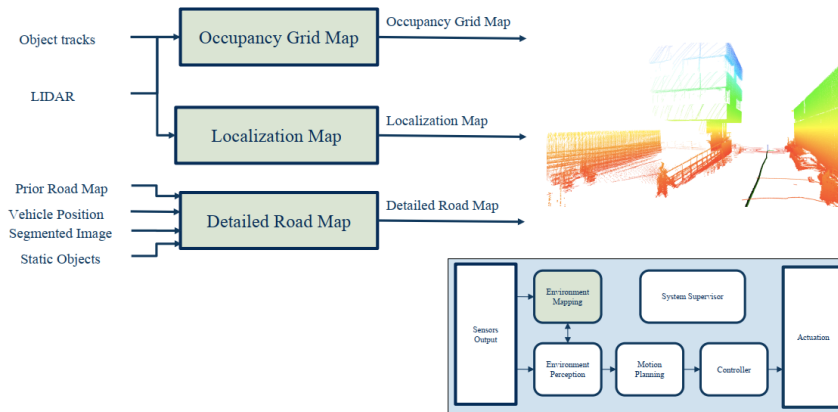 Object tracks
LIDAR
Occupancy Grid Map
Occupancy Grid Map
Localization Map
Localization Map
Prior Road Map
Vehicle Position
Segmented Image
Static Objects
Detailed Road Map
Detailed Road Map
Sensors
Output
Environment
Mapping
System Supervisor
Environment
Perception
Motion
Planning
Controller
Actuation